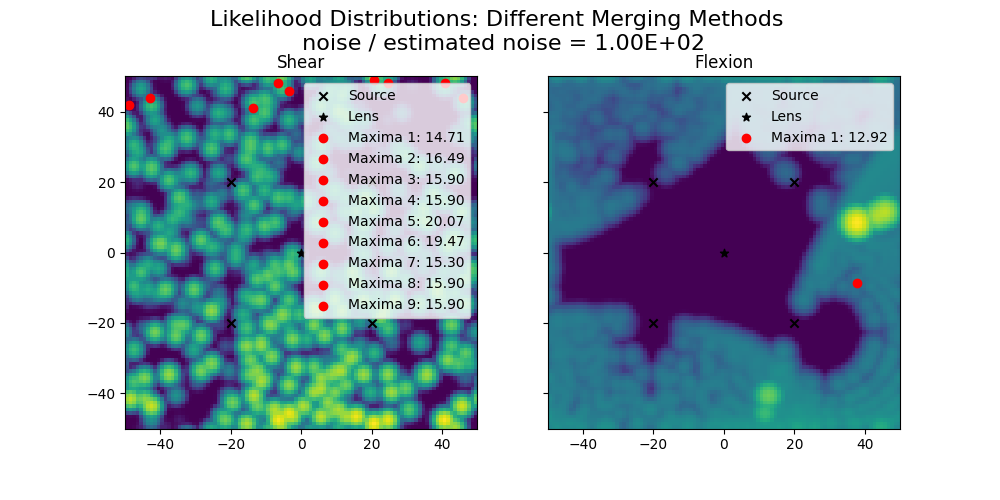 Likelihood Distributions: Different Merging Methods
noise / estimated noise = 1.00E+02
Shear
Flexion
Source
Lens
Maxima 1: 14.71
Maxima 2: 16.49
Maxima 3: 15.90
Maxima 4: 15.90
Maxima 5: 20.07
Maxima 6: 19.47
Maxima 7: 15.30
Maxima 8: 15.90
Maxima 9: 15.90
Source
Lens
Maxima 1: 12.92
40
20
0
−20
−40
−40 −20 0 20 40
−40 −20 0 20 40